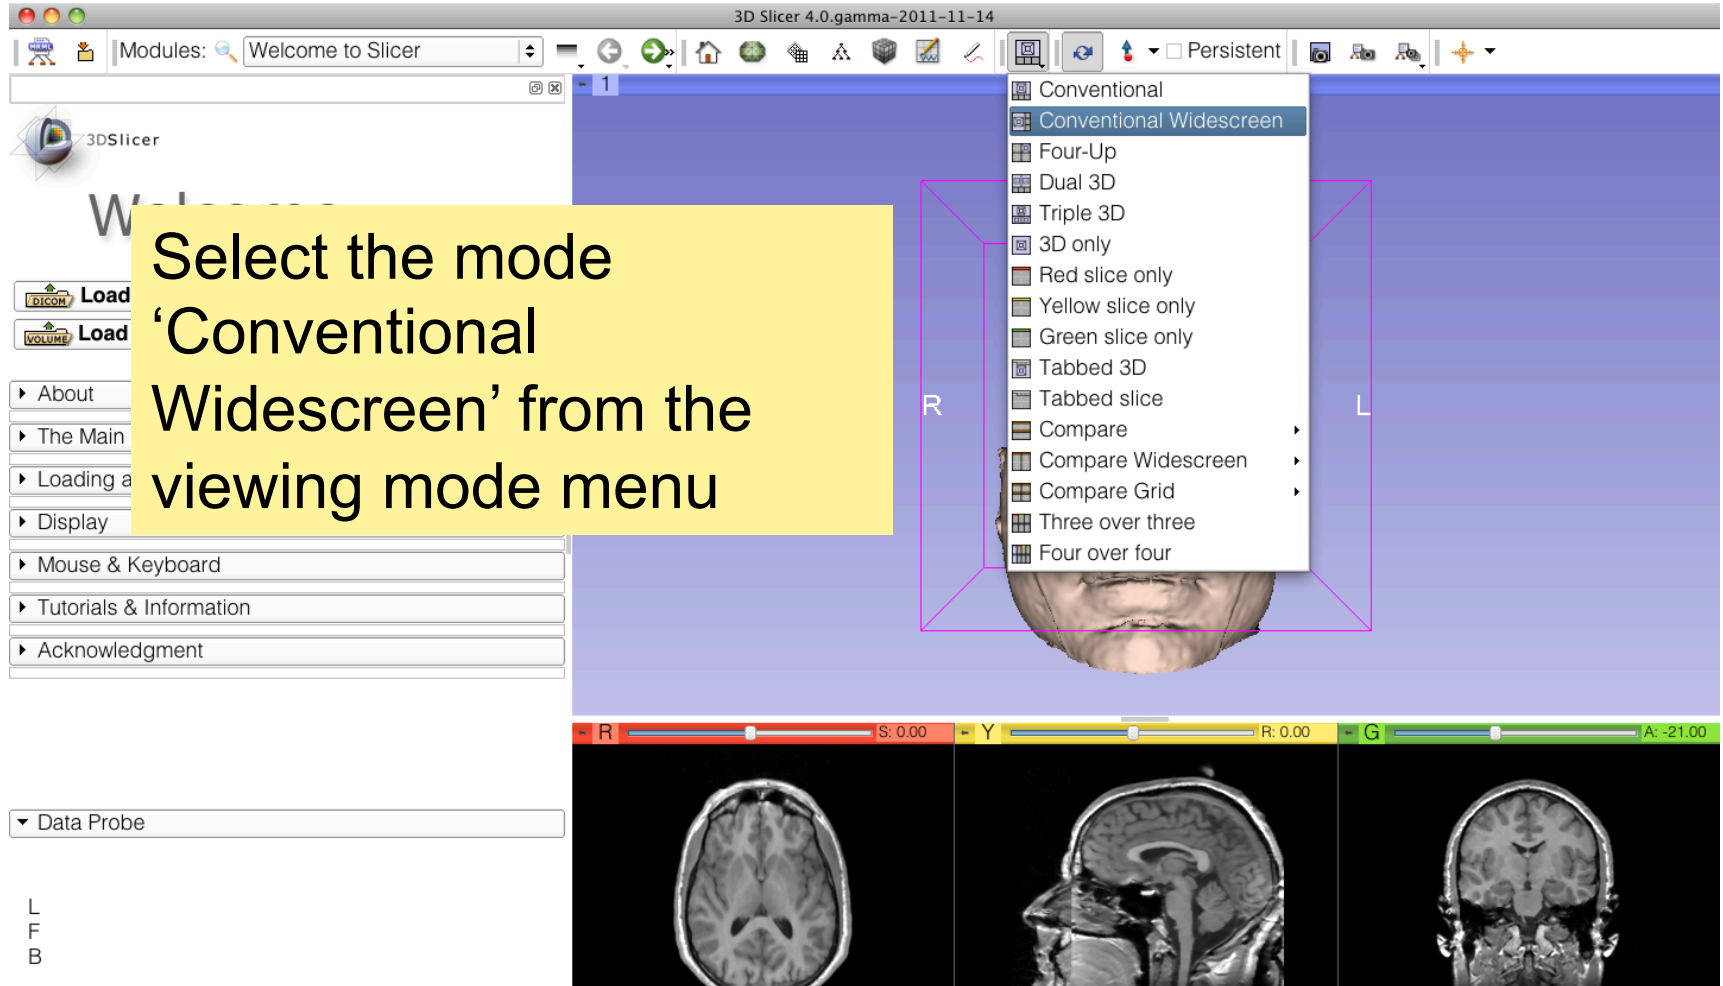 3D Slicer 4.0.gamma-2011-11-14
MRML Modules: Welcome to Slicer Persistent
1
3DSlicer
Welcome
Select the mode
‘Conventional
Widescreen’ from the
viewing mode menu
DICOM Load
VOLUME Load
About
The Main
Loading a
Display
Mouse & Keyboard
Tutorials & Information
Acknowledgment
Data Probe
L
F
B
Conventional
Conventional Widescreen
Four-Up
Dual 3D
Triple 3D
3D only
Red slice only
Yellow slice only
Green slice only
Tabbed 3D
Tabbed slice
Compare
Compare Widescreen
Compare Grid
Three over three
Four over four
R L
R S: 0.00
Y R: 0.00
G A: -21.00